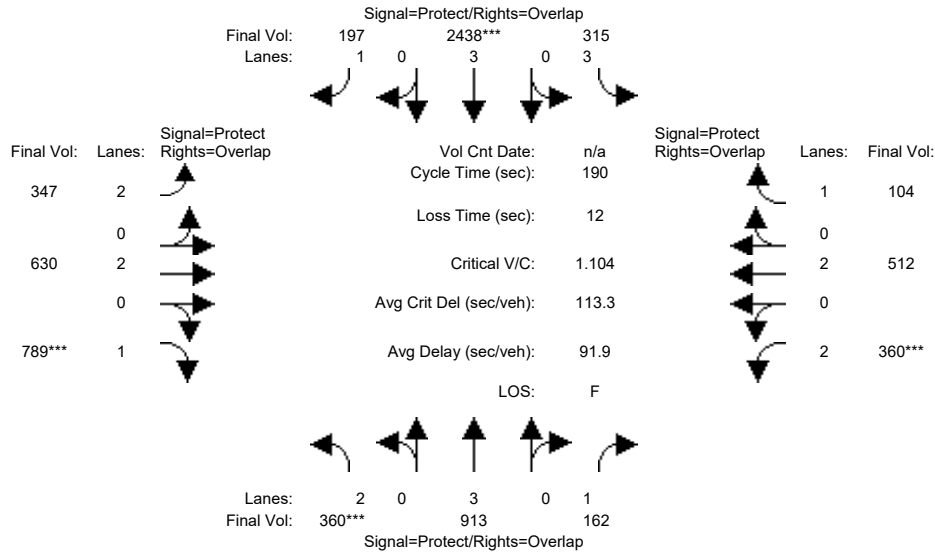 Signal=Protect/Rights=Overlap
Final Vol: 197 2438*** 315
Lanes: 1 0 3 0 3
Signal=Protect Signal=Protect
Final Vol: Lanes: Rights=Overlap Vol Cnt Date: n/a Rights=Overlap Lanes: Final Vol:
Cycle Time (sec): 190
347 2 1 104
Loss Time (sec): 12
0 0
630 2 Critical V/C: 1.104 2 512
0 Avg Crit Del (sec/veh): 113.3 0
789*** 1 Avg Delay (sec/veh): 91.9 2 360***
LOS: F
Lanes: 2 0 3 0 1
Final Vol: 360*** 913 162
Signal=Protect/Rights=Overlap